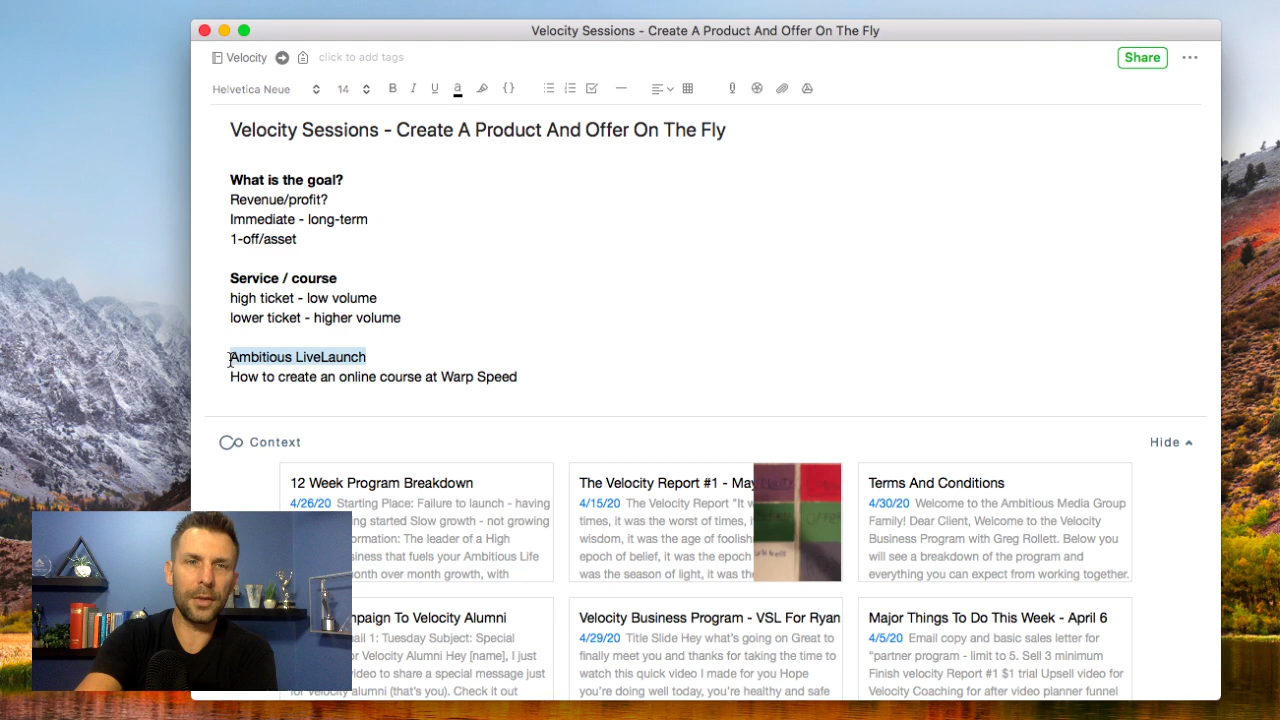 Velocity Sessions - Create A Product And Offer On The Fly
Velocity
click to add tags
Share
Helvetica Neue
14
B
I
U
a
{}
Velocity Sessions - Create A Product And Offer On The Fly
What is the goal?
Revenue/profit?
Immediate - long-term
1-off/asset
Service / course
high ticket - low volume
lower ticket - higher volume
Ambitious LiveLaunch
How to create an online course at Warp Speed
Context
Hide
12 Week Program Breakdown
4/26/20 Starting Place: Failure to launch - having
ng started Slow growth - not growing
ormation: The leader of a High
siness that fuels your Ambitious Life
onth over month growth, with
The Velocity Report #1 - May
4/15/20 The Velocity Report "It w
times, it was the worst of times, i
wisdom, it was the age of foolish
epoch of belief, it was the epoch
was the season of light, it was the
Terms And Conditions
4/30/20 Welcome to the Ambitious Media Group
Family! Dear Client, Welcome to the Velocity
Business Program with Greg Rollett. Below you
will see a breakdown of the program and
everything you can expect from working together.
paign To Velocity Alumni
ail 1: Tuesday Subject: Special
or Velocity Alumni Hey [name], I just
video to share a special message just
for Velocity alumni (that's you). Check it out
Velocity Business Program - VSL For Ryan
4/29/20 Title Slide Hey what's going on Great to
finally meet you and thanks for taking the time to
watch this quick video I made for you Hope
you're doing well today, you're healthy and safe
Major Things To Do This Week - April 6
4/5/20 Email copy and basic sales letter for
"partner program - limit to 5. Sell 3 minimum
Finish velocity Report #1 $1 trial Upsell video for
Velocity Coaching for after video planner funnel